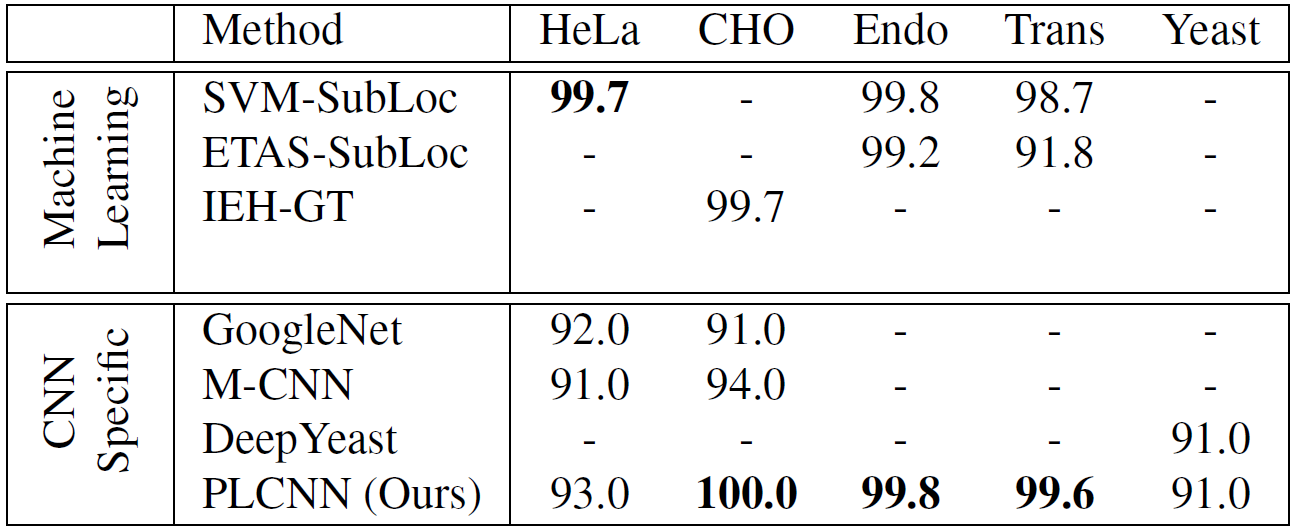 Method HeLa CHO Endo Trans Yeast
Machine Learning
SVM-SubLoc 99.7 - 99.8 98.7 -
ETAS-SubLoc - - 99.2 91.8 -
IEH-GT - 99.7 - - -
CNN Specific
GoogleNet 92.0 91.0 - - -
M-CNN 91.0 94.0 - - -
DeepYeast - - - - 91.0
PLCNN (Ours) 93.0 100.0 99.8 99.6 91.0